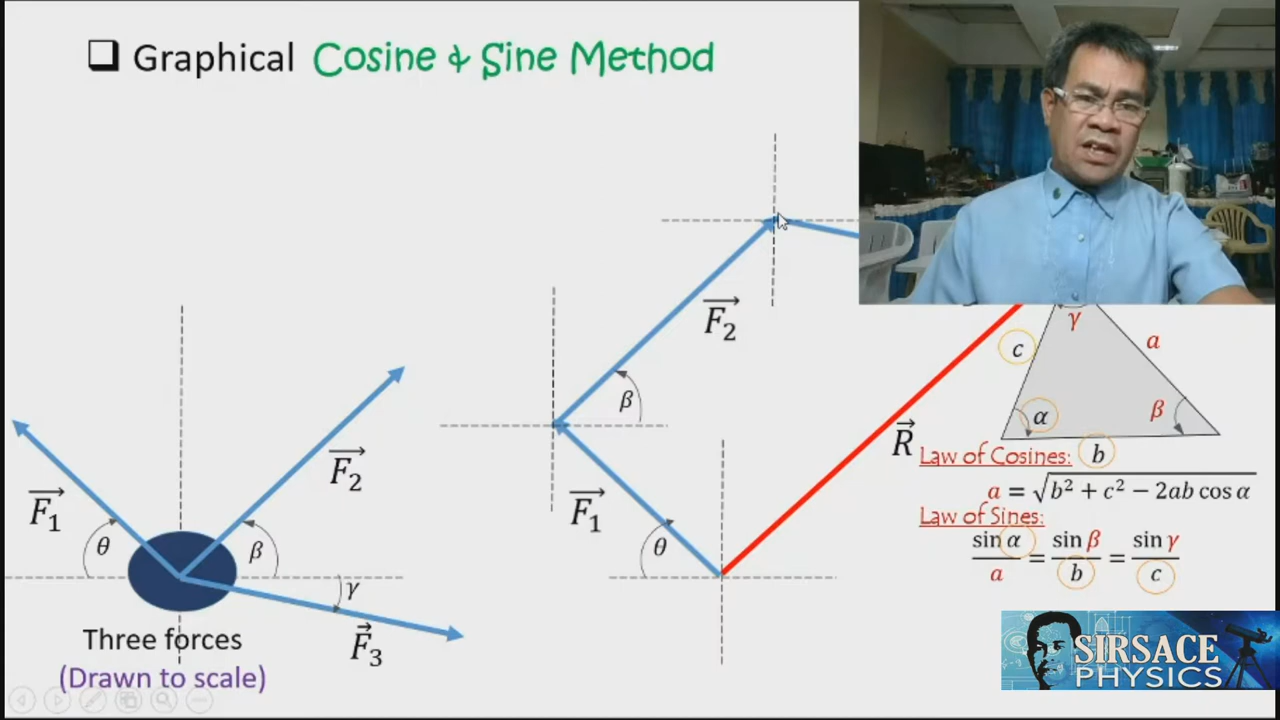 ❑ Graphical Cosine & Sine Method
F₁
θ
F₂
β
γ
F₃
Three forces
(Drawn to scale)
F₂
β
F₁
θ
R
γ
c
a
α
β
b
Law of Cosines:
a = √b² + c² − 2ab cos α
Law of Sines:
sin α / a = sin β / b = sin γ / c
SIRSACE
PHYSICS